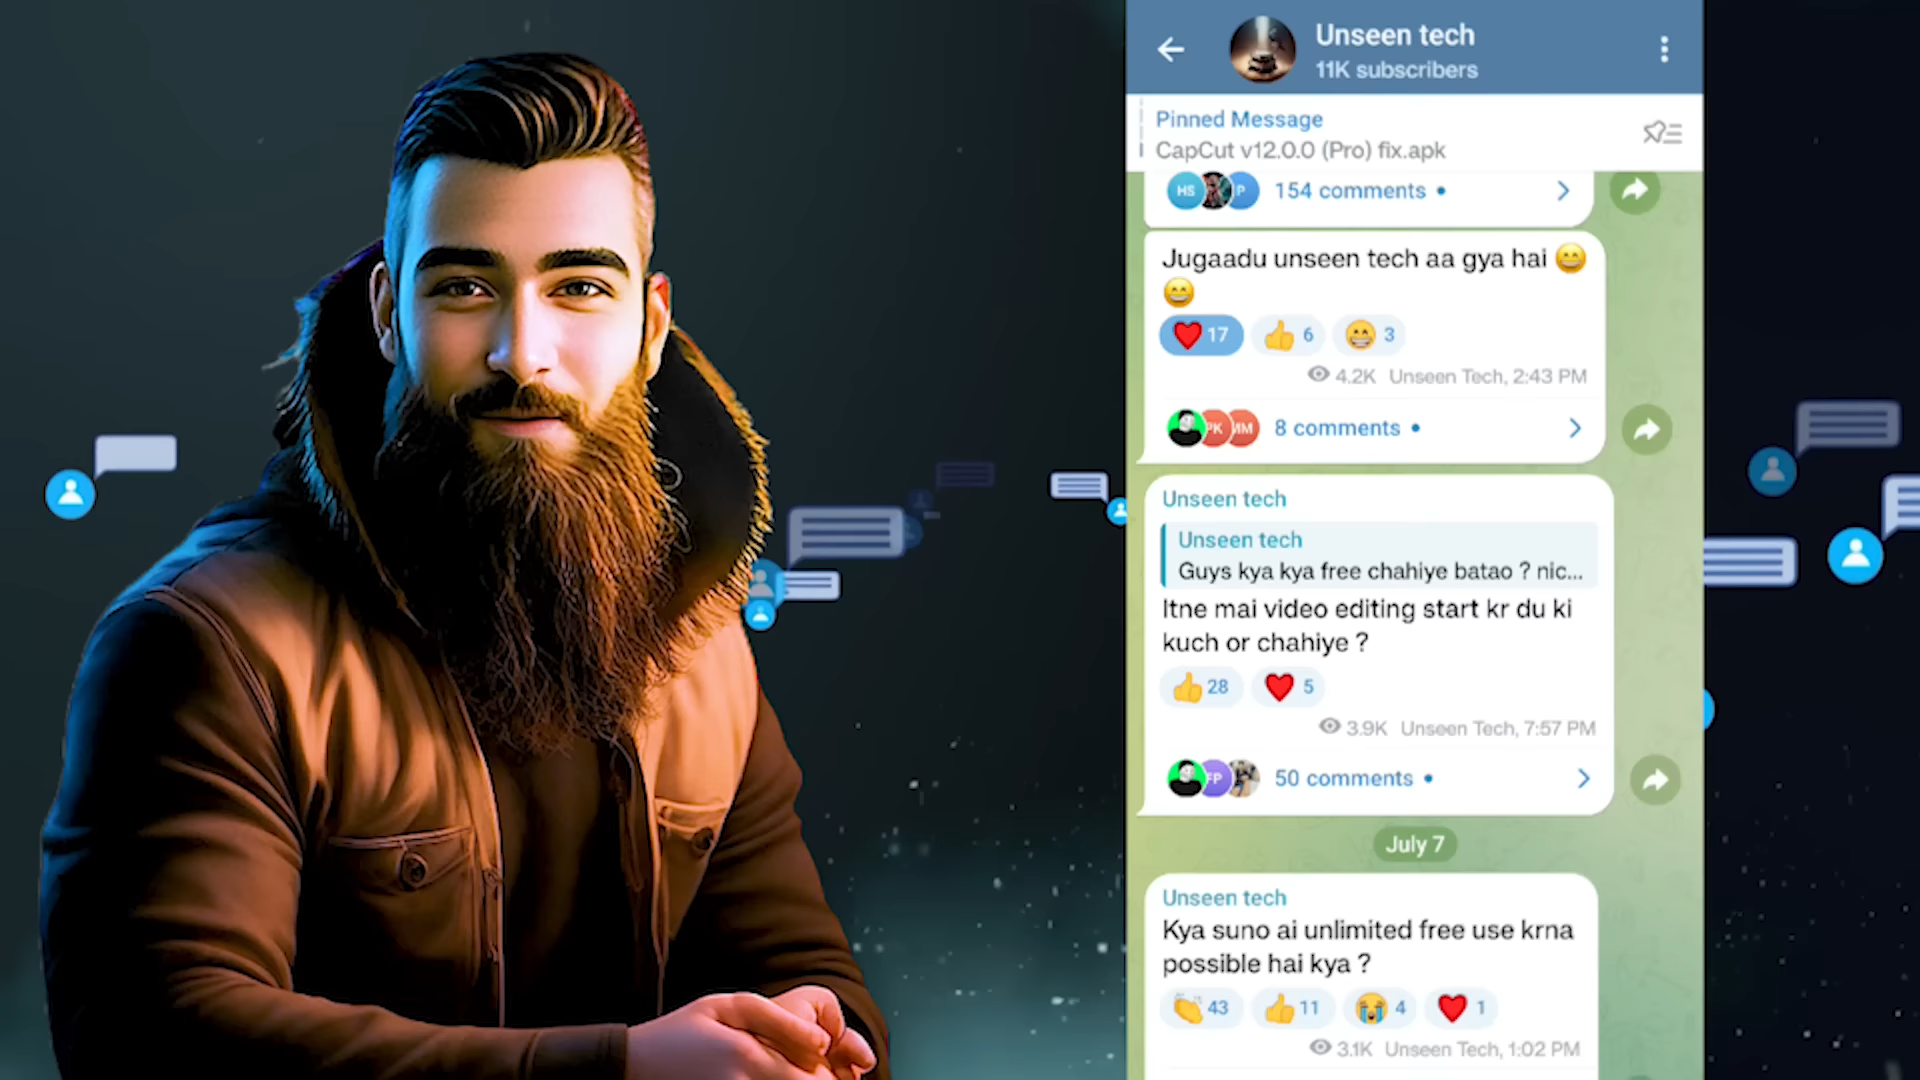 Unseen tech
11K subscribers
Pinned Message
CapCut v12.0.0 (Pro) fix.apk
HS P
154 comments
Jugaadu unseen tech aa gya hai 😄
😁
❤️ 17 👍 6 😁 3
4.2K Unseen Tech, 2:43 PM
PK MM
8 comments
Unseen tech
Unseen tech
Guys kya kya free chahiye batao ? nic...
Itne mai video editing start kr du ki
kuch or chahiye ?
👍 28 ❤️ 5
3.9K Unseen Tech, 7:57 PM
FP
50 comments
July 7
Unseen tech
Kya suno ai unlimited free use krna
possible hai kya ?
👏 43 👍 11 😭 4 ❤️ 1
3.1K Unseen Tech, 1:02 PM